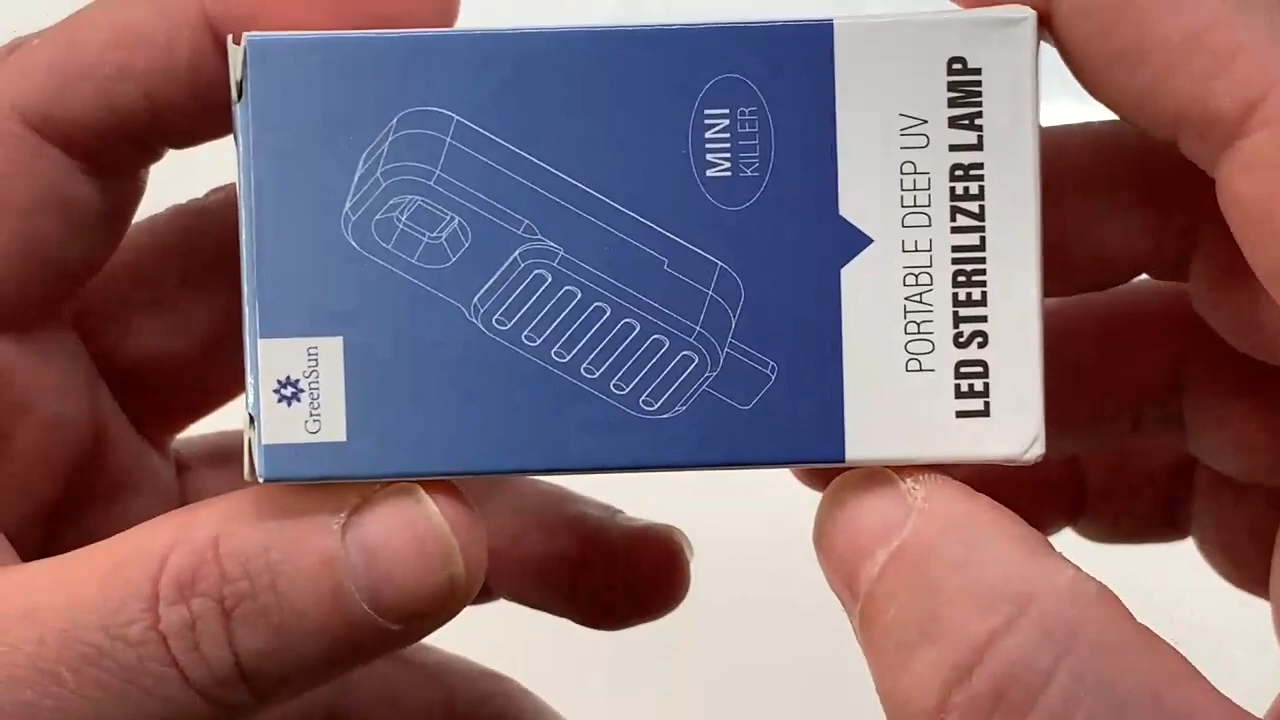 PORTABLE DEEP UV
LED STERILIZER LAMP
MINI
KILLER
GreenSun